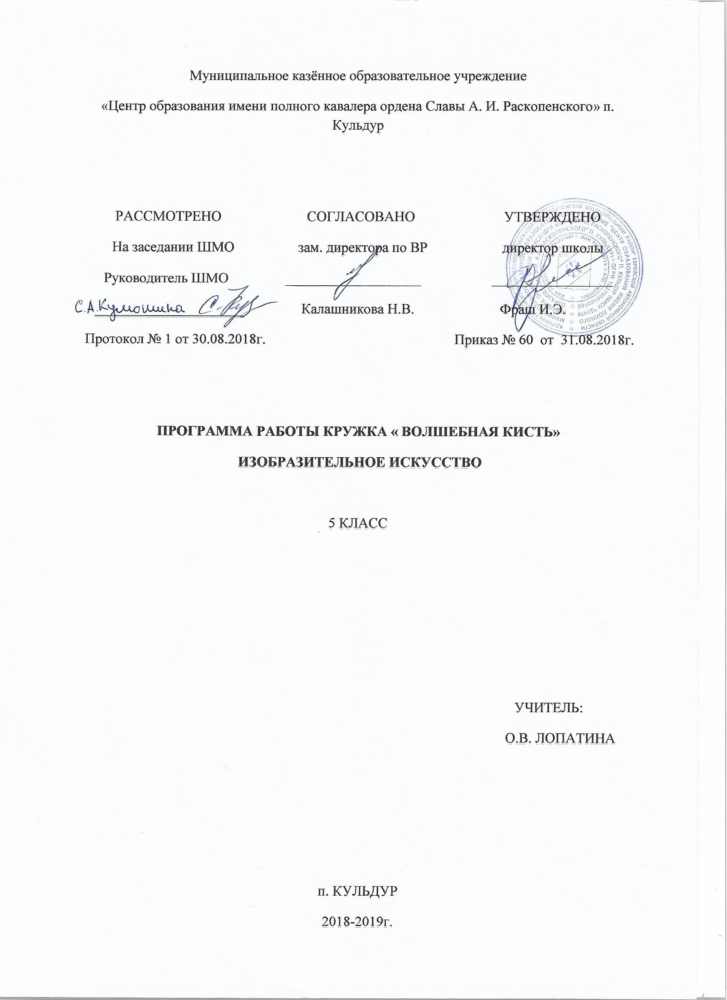 Муниципальное казённое образовательное учреждение
«Центр образования имени полного кавалера ордена Славы А. И. Раскопенского» п.
Кульдур
РАССМОТРЕНО
На заседании ШМО
Руководитель ШМО
С.А.Кумошина
Протокол № 1 от 30.08.2018г.
СОГЛАСОВАНО
зам. директора по ВР
Калашникова Н.В.
УТВЕРЖДЕНО
директор школы
Фраш И.Э.
Приказ № 60 от 31.08.2018г.
ПРОГРАММА РАБОТЫ КРУЖКА « ВОЛШЕБНАЯ КИСТЬ»
ИЗОБРАЗИТЕЛЬНОЕ ИСКУССТВО
5 КЛАСС
УЧИТЕЛЬ:
О.В. ЛОПАТИНА
п. КУЛЬДУР
2018-2019г.